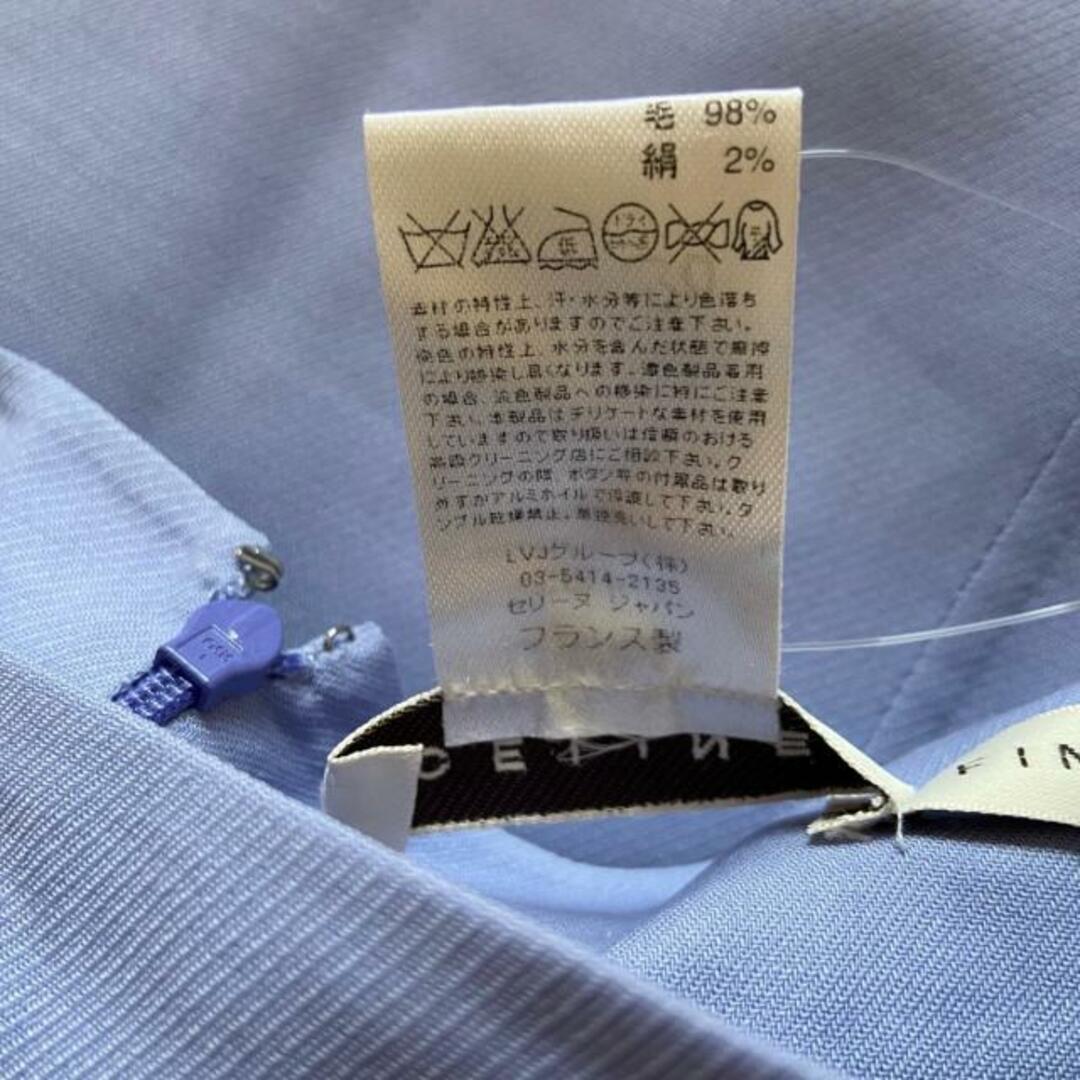 毛 98%
絹 2%
ドライ
低
素材の特性上、汗・水分等により色落ち
する場合がありますのでご注意下さい。
染色の特性上、水分を含んだ状態で摩擦
により移染し易くなります。濃色製品着用
の場合、淡色製品への移染に特にご注意
下さい。本製品はデリケートな素材を使用
していますので取り扱いは信頼のおける
高級クリーニング店にご相談下さい。ク
リーニングの際、ボタン等の付属品は取り
外すかアルミホイルで保護して下さい。タ
ンブル乾燥禁止。単独洗いして下さい。
LVJグループ(株)
03-5414-2135
セリーヌ ジャパン
フランス製
CELINE
FIN